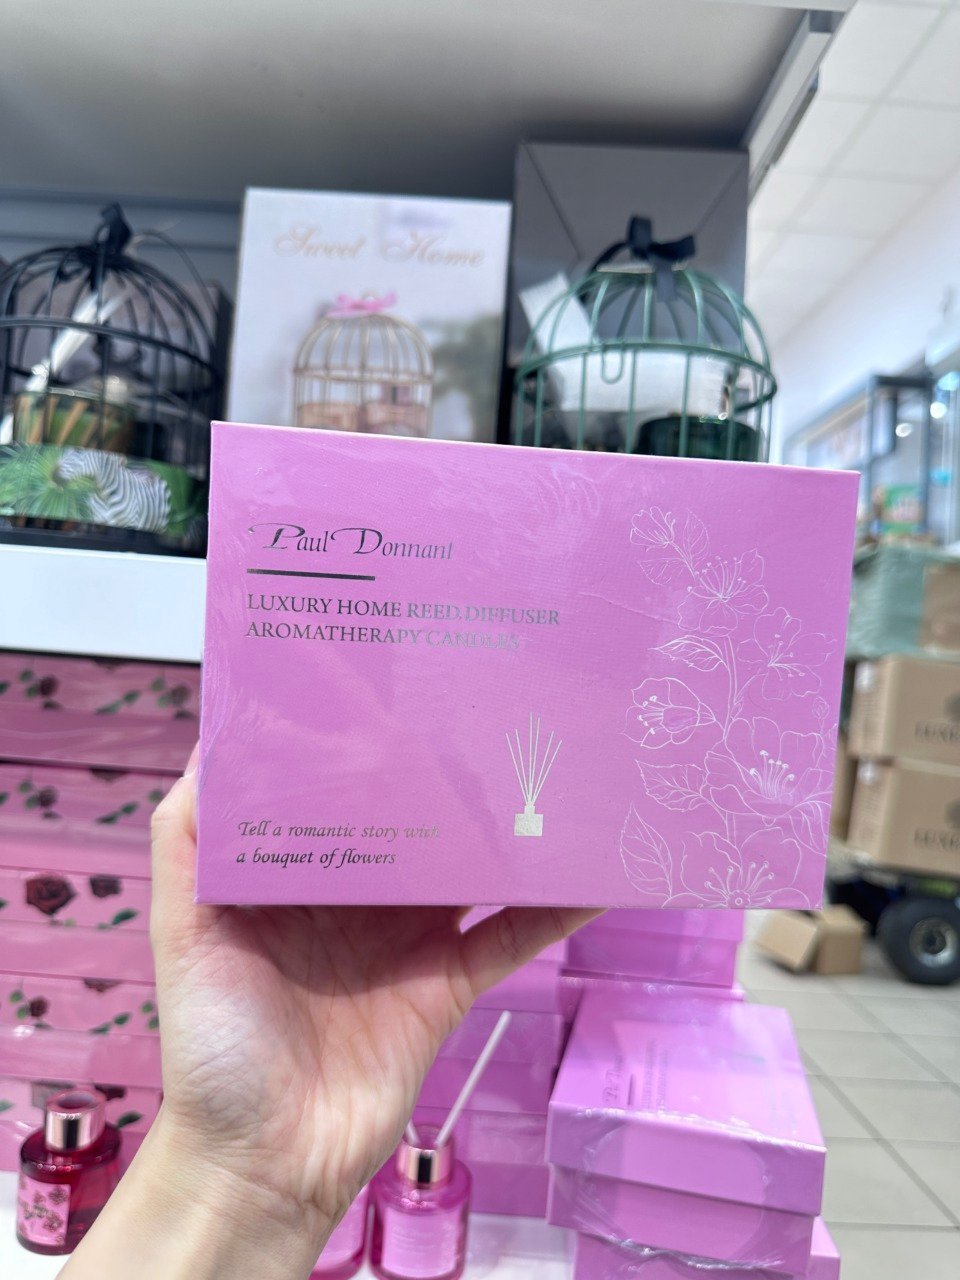 Sweet Home
Paul Donnant
LUXURY HOME REED DIFFUSER
AROMATHERAPY CANDLES
Tell a romantic story with
a bouquet of flowers